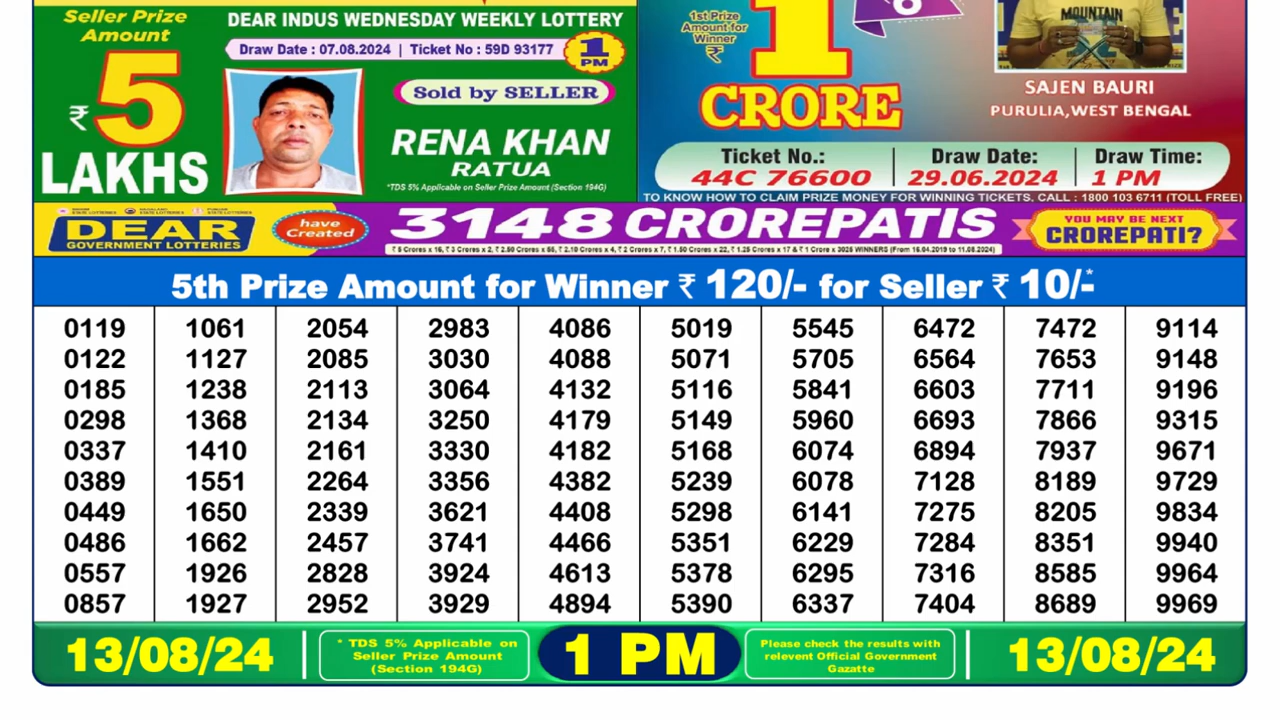 Seller Prize
Amount
₹ 5
LAKHS
DEAR INDUS WEDNESDAY WEEKLY LOTTERY
Draw Date : 07.08.2024 | Ticket No : 59D 93177
1
PM
Sold by SELLER
RENA KHAN
RATUA
*TDS 5% Applicable on Seller Prize Amount (Section 194G)
1st Prize
Amount for
Winner
₹
1
CRORE
MOUNTAIN
SAJEN BAURI
PURULIA,WEST BENGAL
Ticket No.: Draw Date: Draw Time:
44C 76600 29.06.2024 1 PM
TO KNOW HOW TO CLAIM PRIZE MONEY FOR WINNING TICKETS, CALL : 1800 103 6711 (TOLL FREE)
DEAR
GOVERNMENT LOTTERIES
have
Created
3148 CROREPATIS
YOU MAY BE NEXT
CROREPATI?
5th Prize Amount for Winner ₹ 120/- for Seller ₹ 10/-*
0119 1061 2054 2983 4086 5019 5545 6472 7472 9114
0122 1127 2085 3030 4088 5071 5705 6564 7653 9148
0185 1238 2113 3064 4132 5116 5841 6603 7711 9196
0298 1368 2134 3250 4179 5149 5960 6693 7866 9315
0337 1410 2161 3330 4182 5168 6074 6894 7937 9671
0389 1551 2264 3356 4382 5239 6078 7128 8189 9729
0449 1650 2339 3621 4408 5298 6141 7275 8205 9834
0486 1662 2457 3741 4466 5351 6229 7284 8351 9940
0557 1926 2828 3924 4613 5378 6295 7316 8585 9964
0857 1927 2952 3929 4894 5390 6337 7404 8689 9969
13/08/24
* TDS 5% Applicable on
Seller Prize Amount
(Section 194G)
1 PM
Please check the results with
relevent Official Government
Gazatte
13/08/24